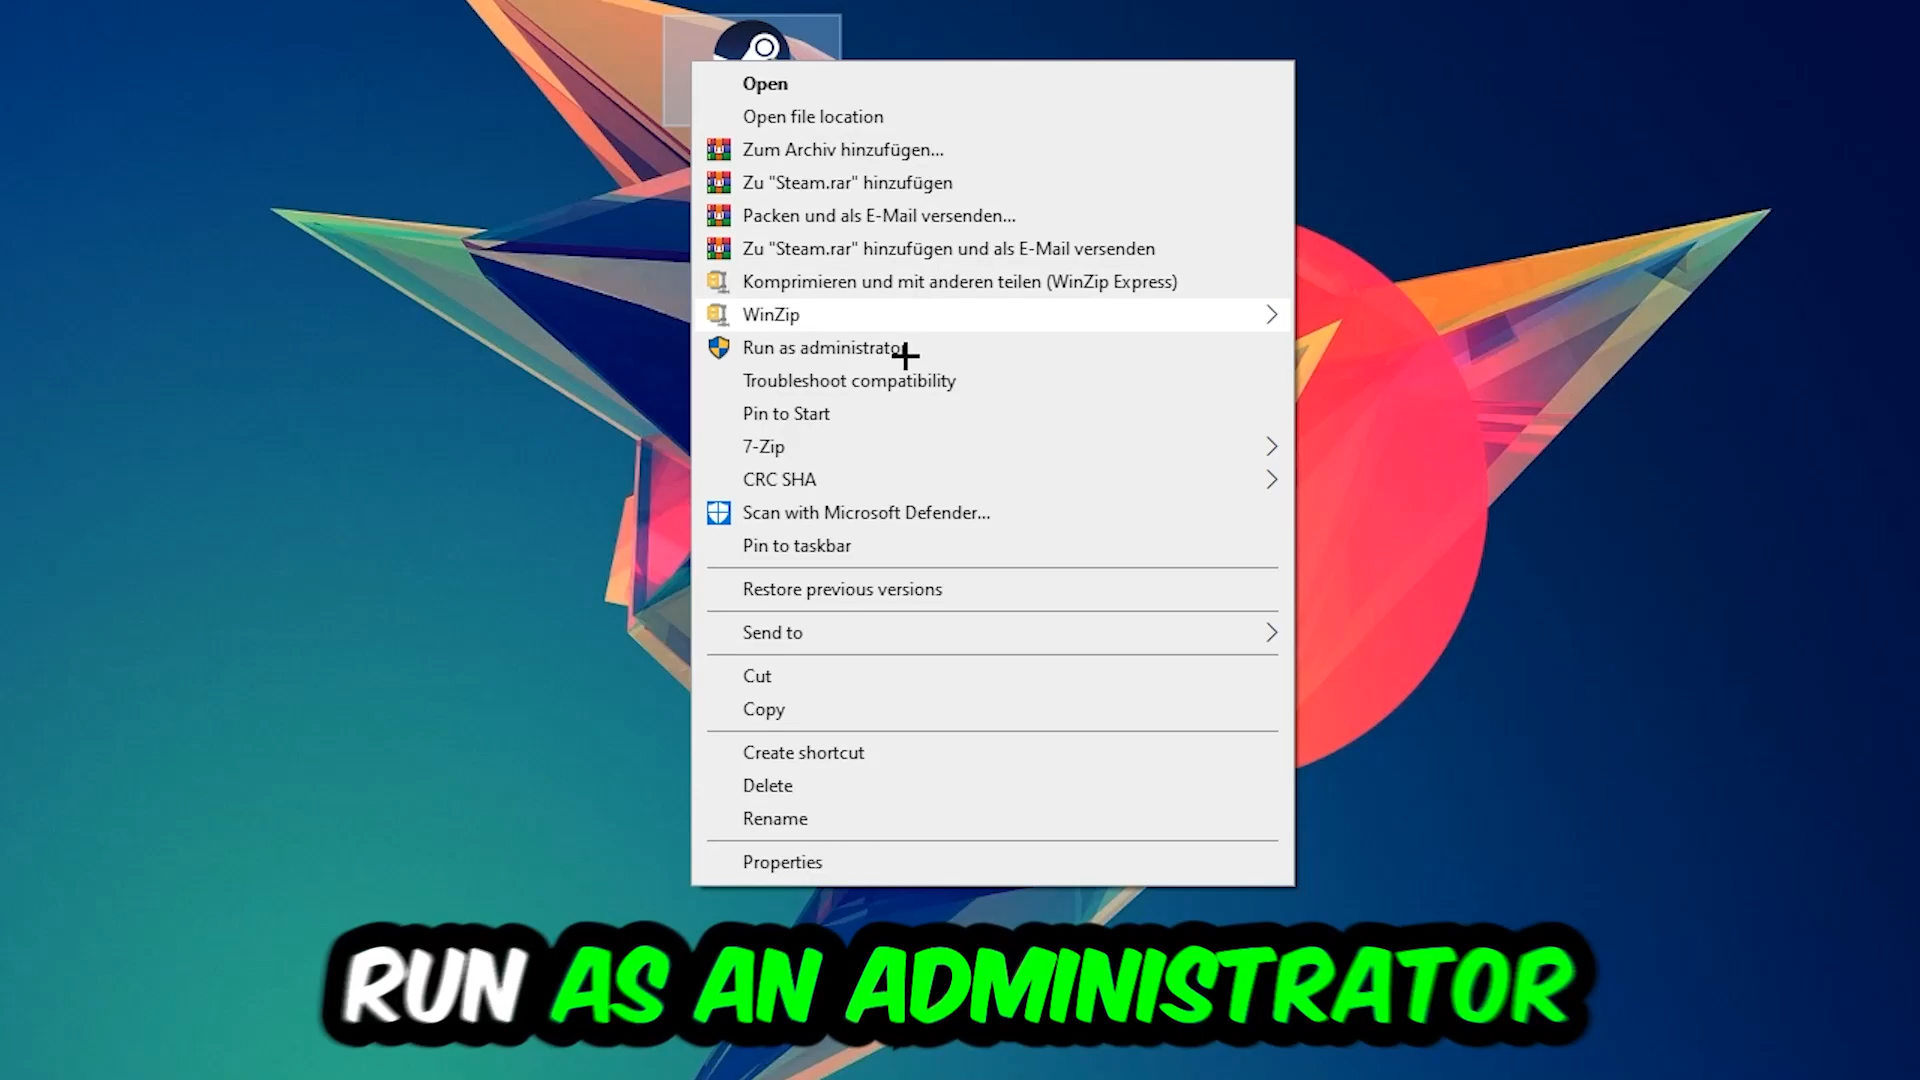 Open
Open file location
Zum Archiv hinzufügen...
Zu "Steam.rar" hinzufügen
Packen und als E-Mail versenden...
Zu "Steam.rar" hinzufügen und als E-Mail versenden
Komprimieren und mit anderen teilen (WinZip Express)
WinZip
Run as administrator
Troubleshoot compatibility
Pin to Start
7-Zip
CRC SHA
Scan with Microsoft Defender...
Pin to taskbar
Restore previous versions
Send to
Cut
Copy
Create shortcut
Delete
Rename
Properties
RUN AS AN ADMINISTRATOR